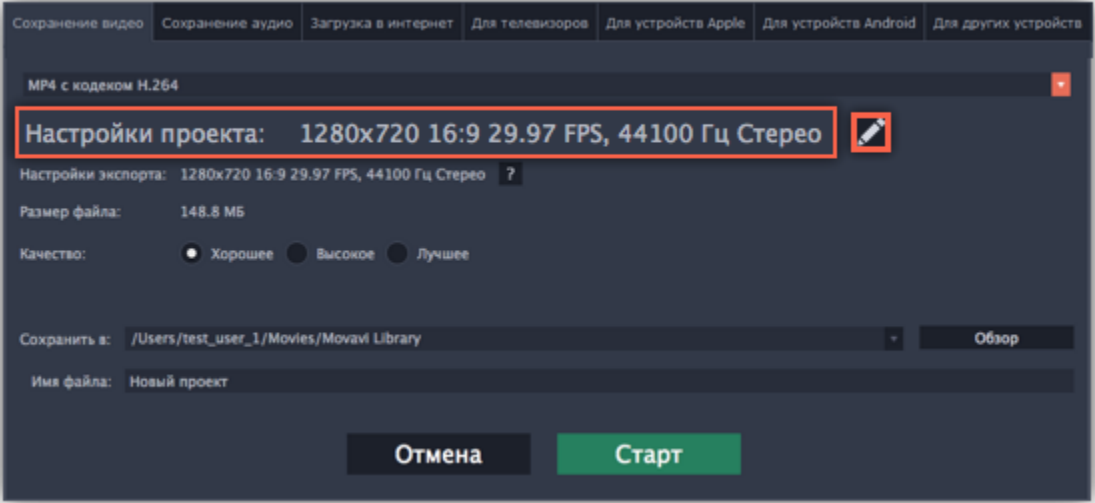 Сохранение видео Сохранение аудио Загрузка в интернет Для телевизоров Для устройств Apple Для устройств Android Для других устройств
MP4 с кодеком H.264
Настройки проекта: 1280x720 16:9 29.97 FPS, 44100 Гц Стерео
Настройки экспорта: 1280x720 16:9 29.97 FPS, 44100 Гц Стерео ?
Размер файла: 148.8 МБ
Качество: Хорошее Высокое Лучшее
Сохранить в: /Users/test_user_1/Movies/Movavi Library Обзор
Имя файла: Новый проект
Отмена Старт